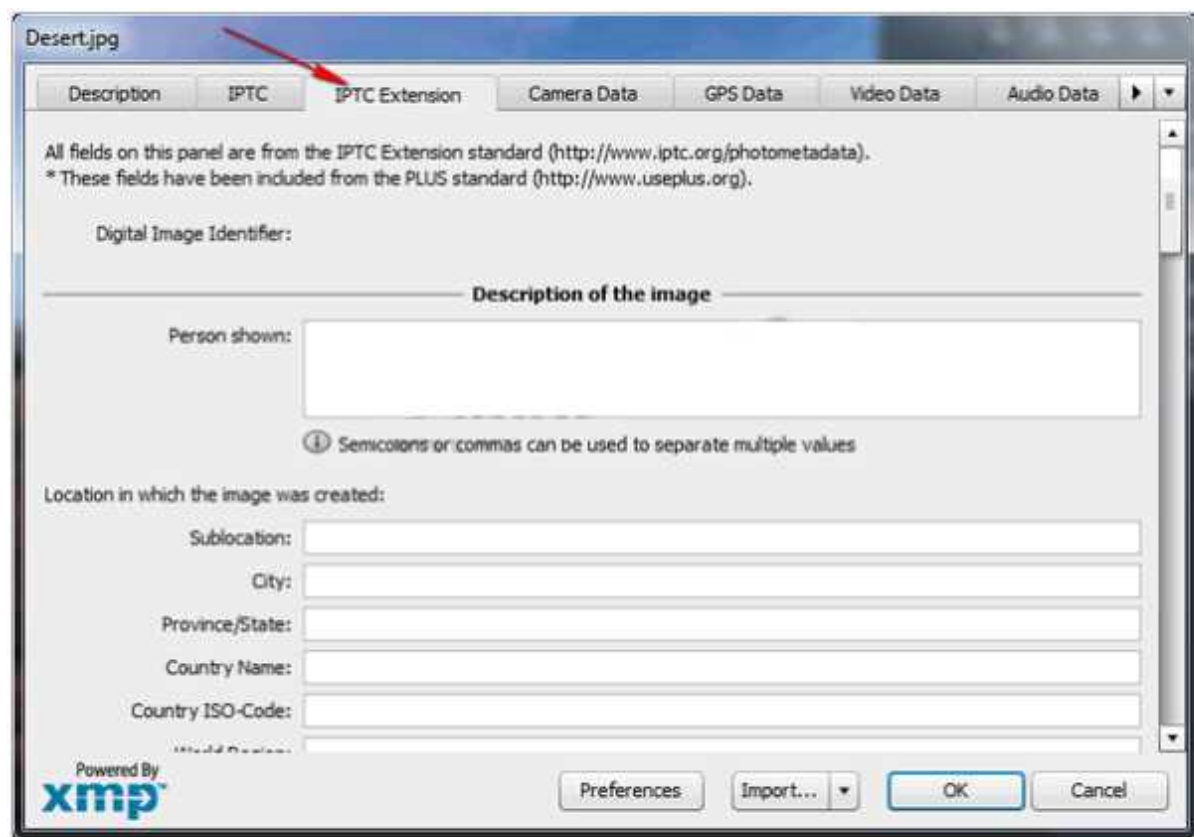 Desert.jpg
Description IPTC IPTC Extension Camera Data GPS Data Video Data Audio Data
All fields on this panel are from the IPTC Extension standard (http://www.iptc.org/photometadata).
* These fields have been included from the PLUS standard (http://www.useplus.org).
Digital Image Identifier:
Description of the image
Person shown:
Semicolons or commas can be used to separate multiple values
Location in which the image was created:
Sublocation:
City:
Province/State:
Country Name:
Country ISO-Code:
World Region:
Powered By
xmp™
Preferences Import... OK Cancel